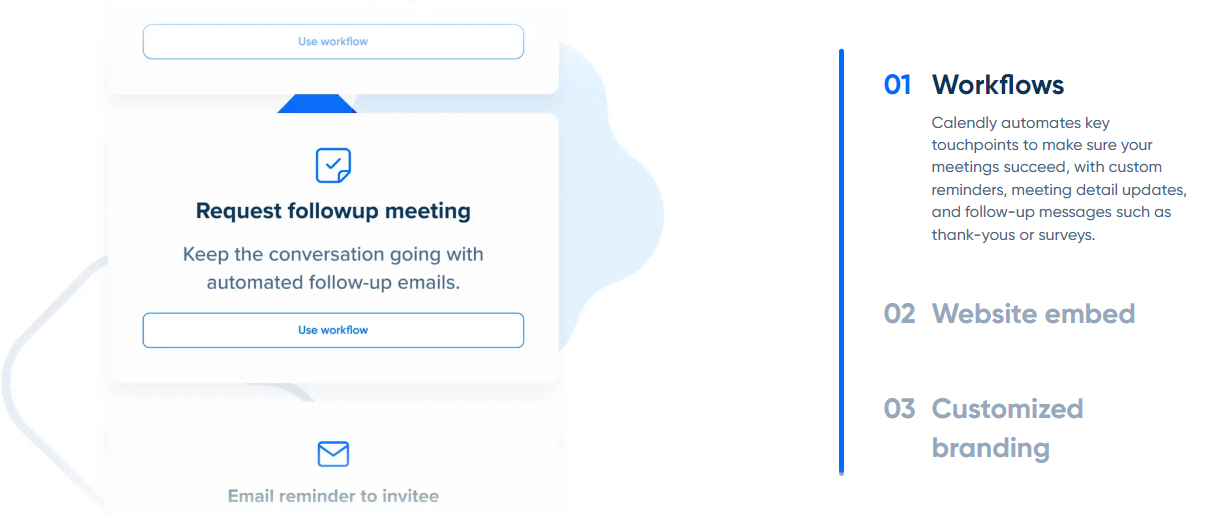 Use workflow
Request followup meeting
Keep the conversation going with
automated follow-up emails.
Use workflow
Email reminder to invitee
01 Workflows
Calendly automates key
touchpoints to make sure your
meetings succeed, with custom
reminders, meeting detail updates,
and follow-up messages such as
thank-yous or surveys.
02 Website embed
03 Customized
branding